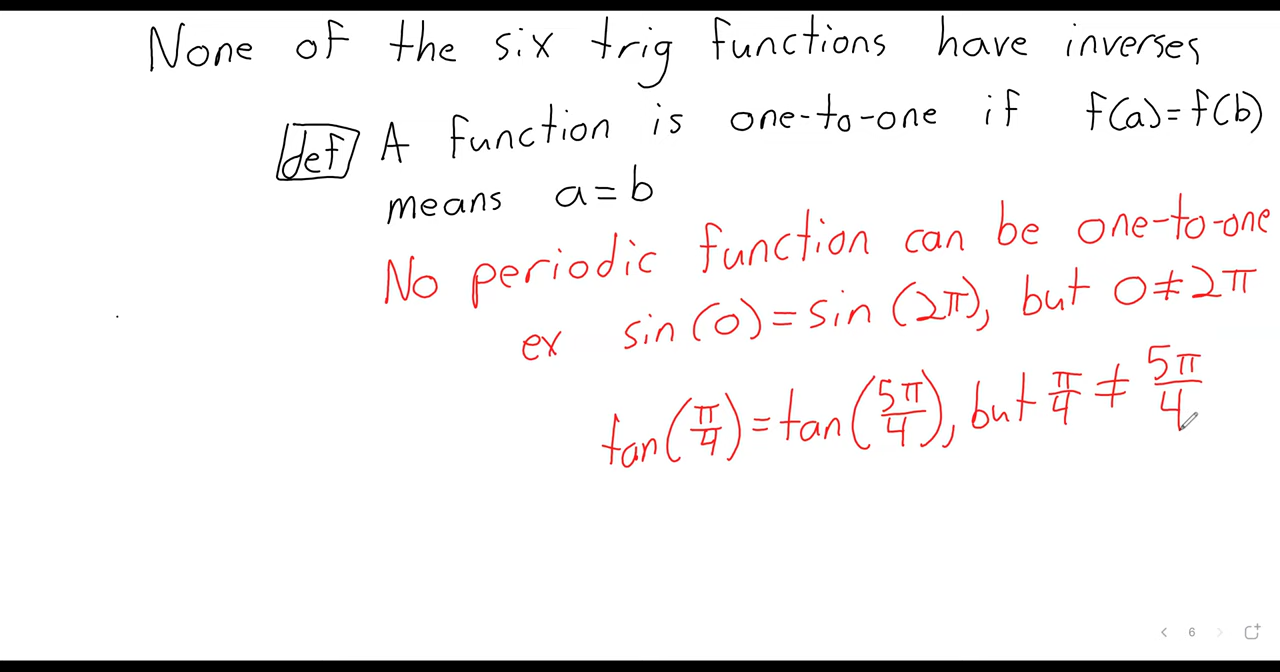 None of the six trig functions have inverses
def A function is one-to-one if f(a)=f(b)
means a=b
No periodic function can be one-to-one
ex sin(0)=sin(2π), but 0≠2π
tan(π/4)=tan(5π/4), but π/4≠5π/4
6